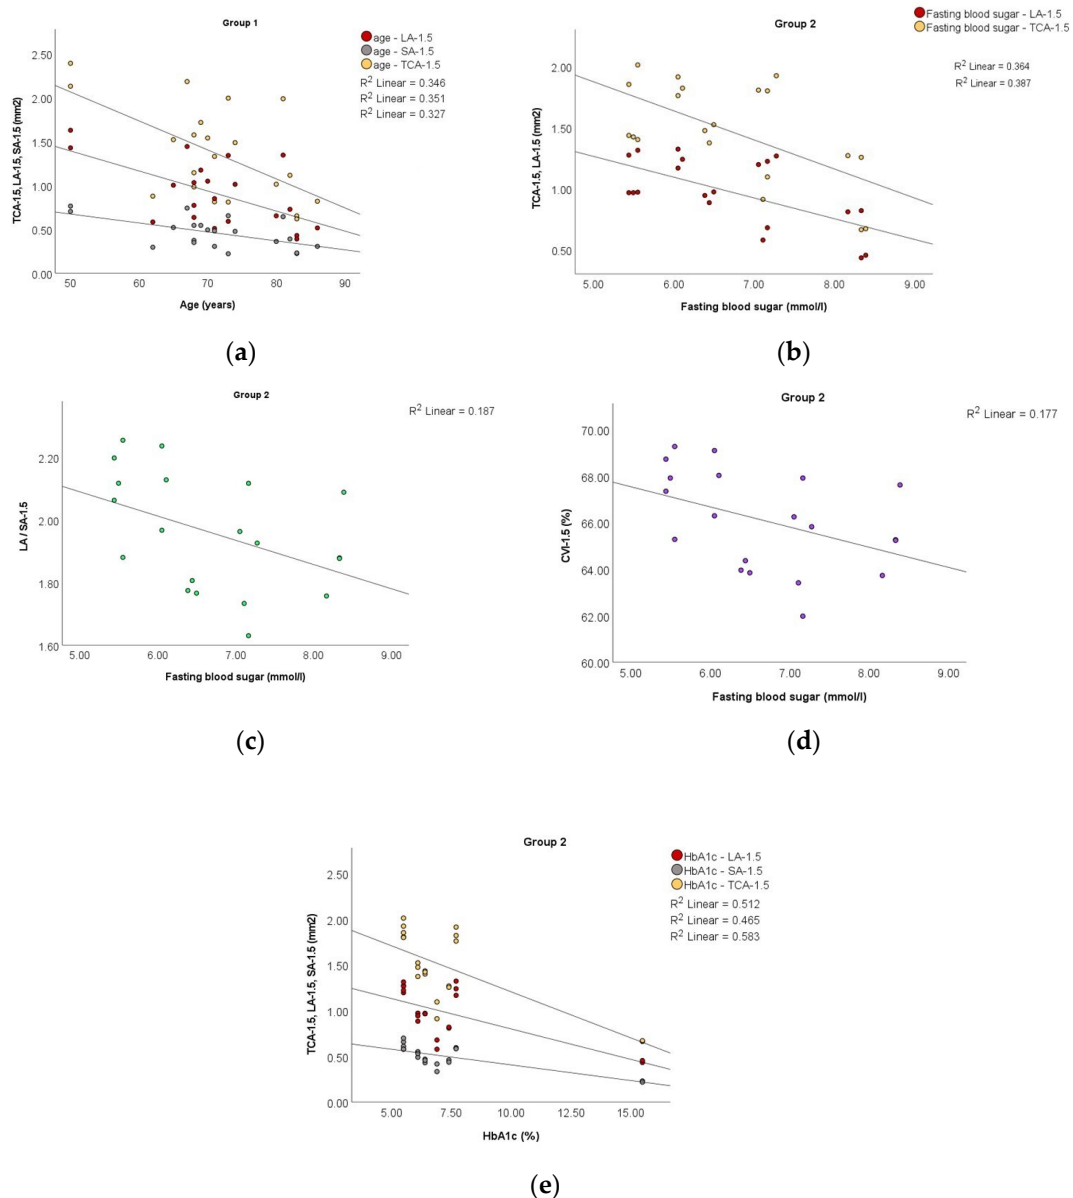 Group 1
age - LA-1.5
age - SA-1.5
age - TCA-1.5
R2 Linear = 0.346
R2 Linear = 0.351
R2 Linear = 0.327
TCA-1.5, LA-1.5, SA-1.5 (mm2)
2.50
2.00
1.50
1.00
0.50
0.00
50 60 70 80 90
Age (years)
(a)
Group 2
Fasting blood sugar - LA-1.5
Fasting blood sugar - TCA-1.5
R2 Linear = 0.364
R2 Linear = 0.387
TCA-1.5, LA-1.5 (mm2)
2.00
1.50
1.00
0.50
5.00 6.00 7.00 8.00 9.00
Fasting blood sugar (mmol/l)
(b)
Group 2
R2 Linear = 0.187
LA / SA-1.5
2.20
2.00
1.80
1.60
5.00 6.00 7.00 8.00 9.00
Fasting blood sugar (mmol/l)
(c)
Group 2
R2 Linear = 0.177
CVI-1.5 (%)
70.00
68.00
66.00
64.00
62.00
60.00
5.00 6.00 7.00 8.00 9.00
Fasting blood sugar (mmol/l)
(d)
Group 2
HbA1c - LA-1.5
HbA1c - SA-1.5
HbA1c - TCA-1.5
R2 Linear = 0.512
R2 Linear = 0.465
R2 Linear = 0.583
TCA-1.5, LA-1.5, SA-1.5 (mm2)
2.50
2.00
1.50
1.00
0.50
0.00
5.00 7.50 10.00 12.50 15.00
HbA1c (%)
(e)